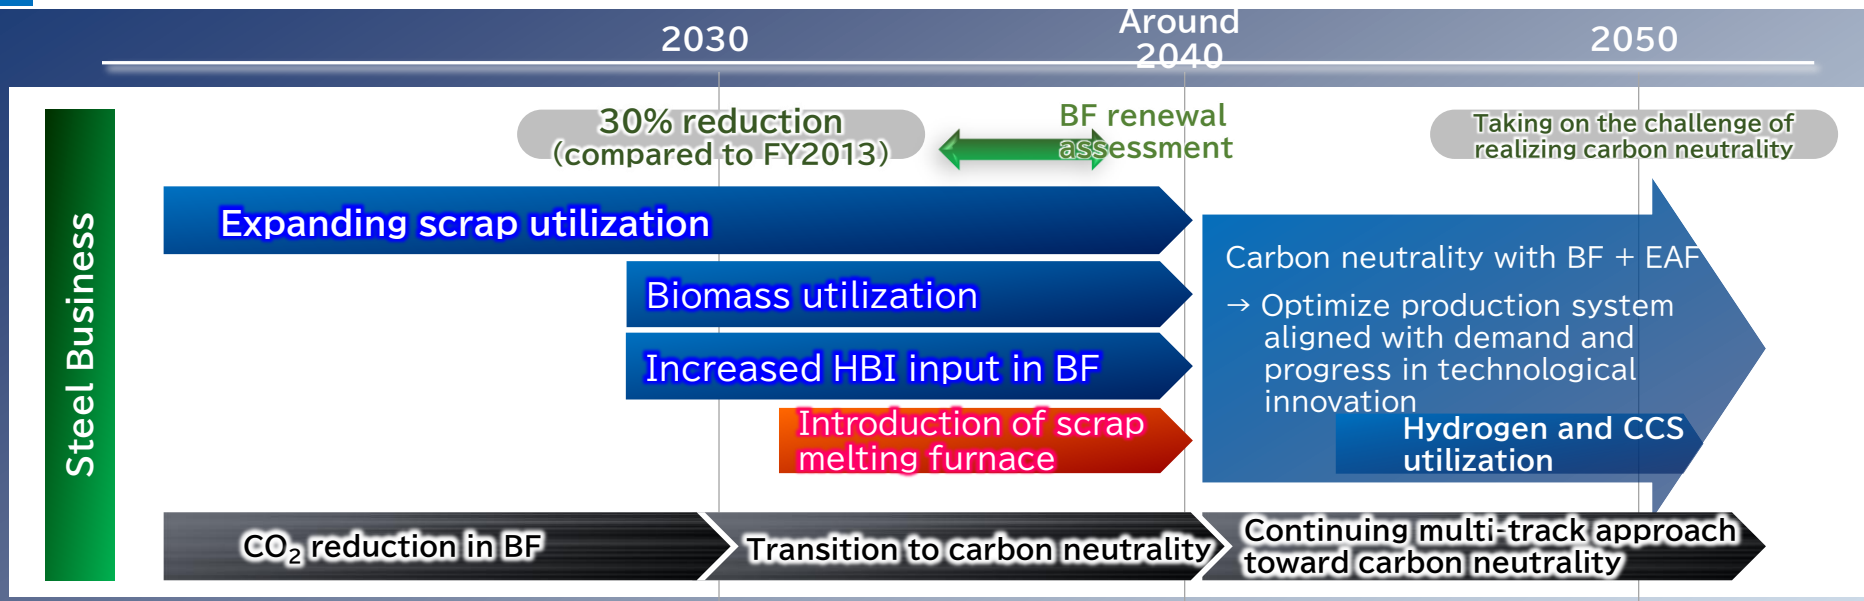 2030
Around
2040
2050
Steel Business
30% reduction
(compared to FY2013)
BF renewal
assessment
Taking on the challenge of
realizing carbon neutrality
Expanding scrap utilization
Biomass utilization
Increased HBI input in BF
Introduction of scrap
melting furnace
Carbon neutrality with BF + EAF
→ Optimize production system
aligned with demand and
progress in technological
innovation
Hydrogen and CCS
utilization
CO₂ reduction in BF
Transition to carbon neutrality
Continuing multi-track approach
toward carbon neutrality